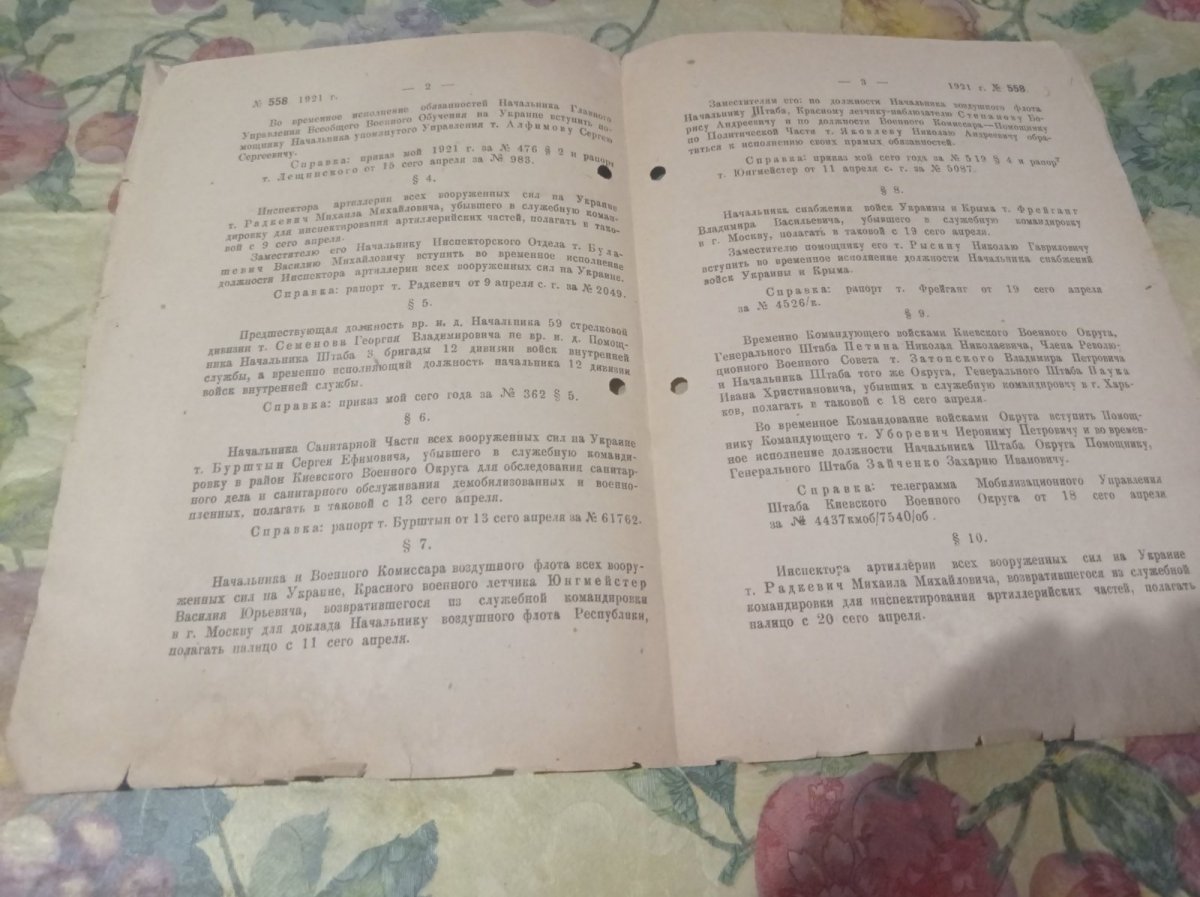 № 558 1921 г.
— 2 —
Во временное исполнение обязанностей Начальника Главного
Управления Всеобщего Военного Обучения на Украине вступить по-
мощнику Начальника упомянутого Управления т. Алфимову Сергею
Сергеевичу.
Справка: приказ мой 1921 г. за № 476 § 2 и рапорт
т. Лещинского от 15 сего апреля за № 983.
§ 4.
Инспектора артиллерии всех вооруженных сил на Украине
т. Радкевич Михаила Михайловича, убывшего в служебную коман-
дировку для инспектирования артиллерийских частей, полагать в тако-
вой с 9 сего апреля.
Заместителю его Начальнику Инспекторского Отдела т. Була-
шевич Василию Михайловичу вступить во временное исполнение
должности Инспектора артиллерии всех вооруженных сил на Украине.
Справка: рапорт т. Радкевич от 9 апреля с. г. за № 2049.
§ 5.
Предшествующая должность вр. и. д. Начальника 59 стрелковой
дивизии т. Семенова Георгия Владимировича не вр. и. д. Помощ-
ника Начальника Штаба 3 бригады 12 дивизии войск внутренней
службы, а временно исполняющий должность начальника 12 дивизии
войск внутренней службы.
Справка: приказ мой сего года за № 362 § 5.
§ 6.
Начальника Санитарной Части всех вооруженных сил на Украине
т. Бурштын Сергея Ефимовича, убывшего в служебную команди-
ровку в район Киевского Военного Округа для обследования санитар-
ного дела и санитарного обслуживания демобилизованных и военно-
пленных, полагать в таковой с 13 сего апреля.
Справка: рапорт т. Бурштын от 13 сего апреля за № 61762.
§ 7.
Начальника и Военного Комиссара воздушного флота всех воору-
женных сил на Украине, Красного военного летчика Юнгмейстер
Василия Юрьевича, возвратившегося из служебной командировки
в г. Москву для доклада Начальнику воздушного флота Республики,
полагать налицо с 11 сего апреля.
— 3 —
1921 г. № 558
Заместителям его: по должности Начальника воздушного флота
Начальнику Штаба, Красному летчику-наблюдателю Степанову Бо-
рису Андреевичу и по должности Военного Комиссара—Помощнику
по Политической Части т. Яковлеву Николаю Андреевичу обра-
титься к исполнению своих прямых обязанностей.
Справка: приказ мой сего года за № 519 § 4 и рапорт
т. Юнгмейстер от 11 апреля с. г. за № 5087.
§ 8.
Начальника снабжения войск Украины и Крыма т. Фрейганг
Владимира Васильевича, убывшего в служебную командировку
в г. Москву, полагать в таковой с 19 сего апреля.
Заместителю помощнику его т. Рысину Николаю Гавриловичу
вступить во временное исполнение должности Начальника снабжений
войск Украины и Крыма.
Справка: рапорт т. Фрейганг от 19 сего апреля
за № 4526/к.
§ 9.
Временно Командующего войсками Киевского Военного Округа,
Генерального Штаба Петина Николая Николаевича, Члена Револю-
ционного Военного Совета т. Затонского Владимира Петровича
и Начальника Штаба того же Округа, Генерального Штаба Паука
Ивана Христиановича, убывших в служебную командировку в г. Харь-
ков, полагать в таковой с 18 сего апреля.
Во временное Командование войсками Округа вступить Помощ-
нику Командующего т. Уборевич Иерониму Петровичу и во времен-
ное исполнение должности Начальника Штаба Округа Помощнику,
Генерального Штаба Зайченко Захарию Ивановичу.
Справка: телеграмма Мобилизационного Управления
Штаба Киевского Военного Округа от 18 сего апреля
за № 4437кмоб/7540/об.
§ 10.
Инспектора артиллерии всех вооруженных сил на Украине
т. Радкевич Михаила Михайловича, возвратившегося из служебной
командировки для инспектирования артиллерийских частей, полагать
налицо с 20 сего апреля.